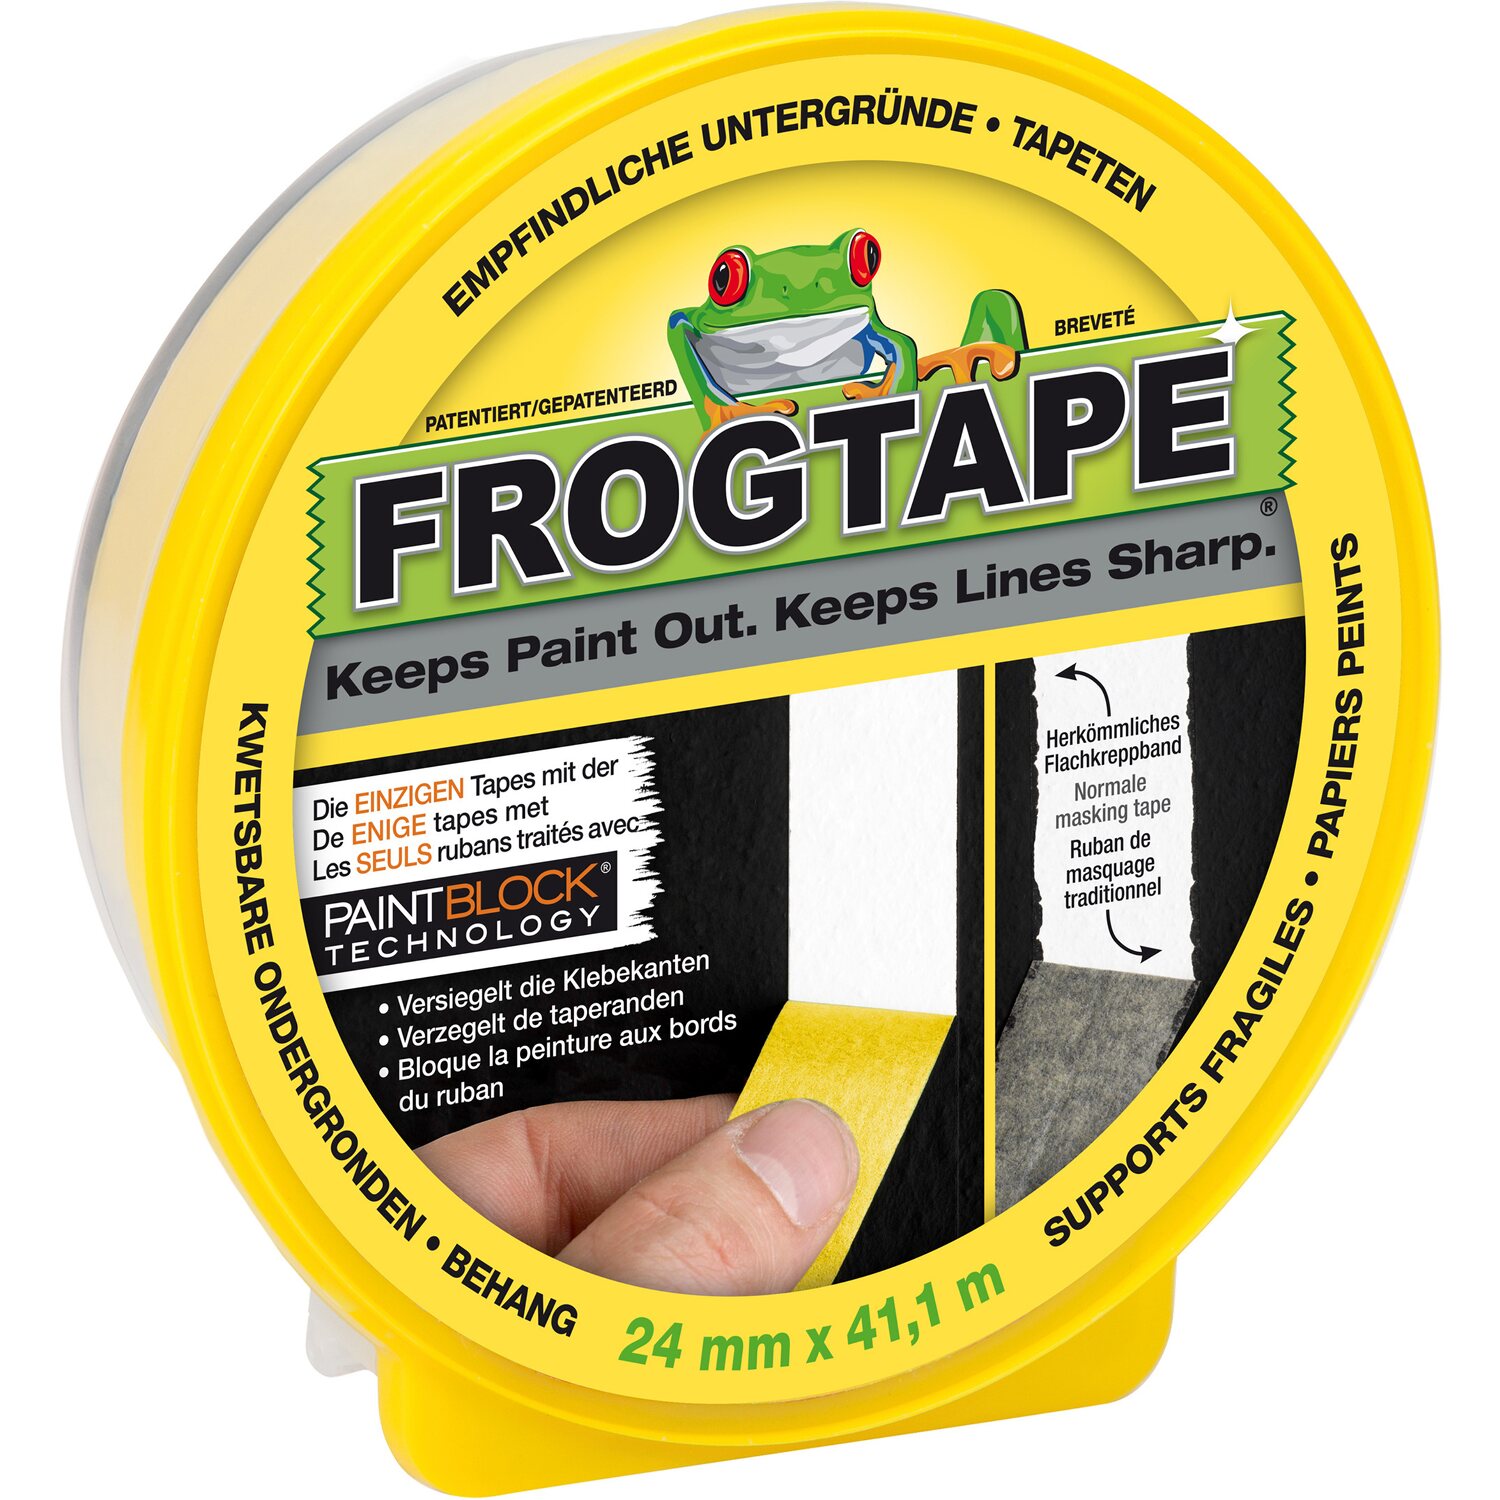 EMPFINDLICHE UNTERGRÜNDE • TAPETEN
PATENTIERT/GEPATENTEERD
BREVETÉ
FROGTAPE
®
Keeps Paint Out. Keeps Lines Sharp.
Die EINZIGEN Tapes mit der
De ENIGE tapes met
Les SEULS rubans traités avec
PAINTBLOCK®
TECHNOLOGY
• Versiegelt die Klebekanten
• Verzegelt de taperanden
• Bloque la peinture aux bords
du ruban
Herkömmliches
Flachkreppband
Normale
masking tape
Ruban de
masquage
traditionnel
KWETSBARE ONDERGRONDEN • BEHANG
SUPPORTS FRAGILES • PAPIERS PEINTS
24 mm x 41,1 m